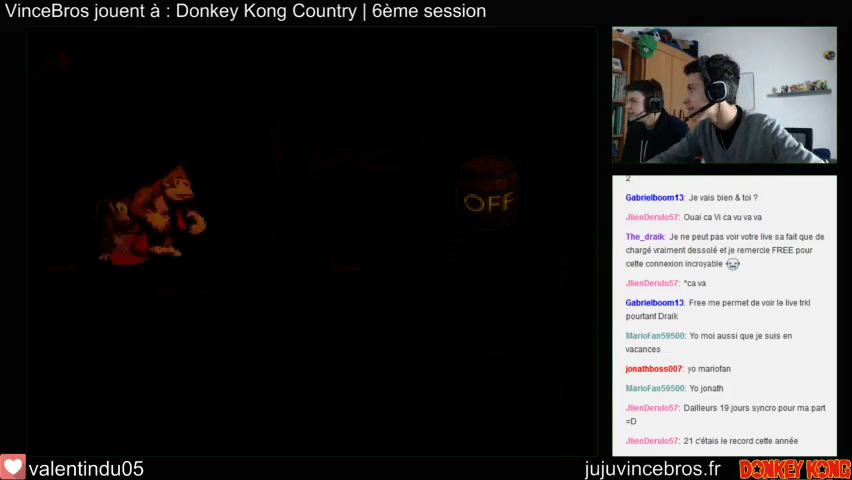 VinceBros jouent à : Donkey Kong Country | 6ème session
OFF
2
Gabrielboom13: Je vais bien & toi ?
JlienDerulo57: Ouai ca Vi ca vu va va
The_draik: Je ne peut pas voir votre live sa fait que de
chargé vraiment dessolé et je remercie FREE pour
cette connexion incroyable
JlienDerulo57: *ca va
Gabrielboom13: Free me permet de voir le live trkl
pourtant Draik
MarioFan59500: Yo moi aussi que je suis en
vacances
jonathboss007: yo mariofan
MarioFan59500: Yo jonath
JlienDerulo57: Dailleurs 19 jours syncro pour ma part
=D
JlienDerulo57: 21 c'étais le record cette année
valentindu05
jujuvincebros.fr
DONKEY KONG